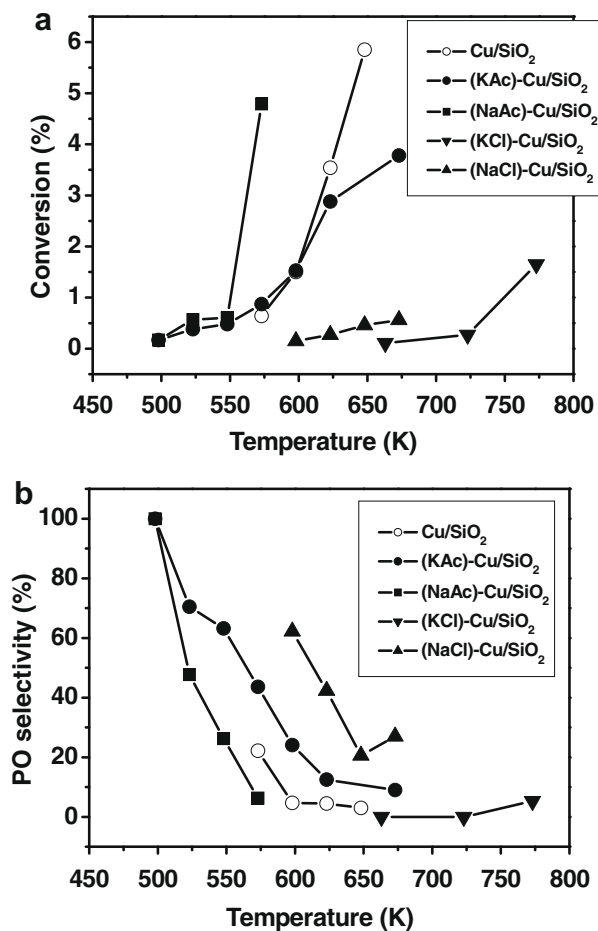 a
6
5
4
3
2
1
0
Conversion (%)
Cu/SiO₂
(KAc)-Cu/SiO₂
(NaAc)-Cu/SiO₂
(KCl)-Cu/SiO₂
(NaCl)-Cu/SiO₂
450 500 550 600 650 700 750 800
Temperature (K)
b
100
80
60
40
20
0
PO selectivity (%)
Cu/SiO₂
(KAc)-Cu/SiO₂
(NaAc)-Cu/SiO₂
(KCl)-Cu/SiO₂
(NaCl)-Cu/SiO₂
450 500 550 600 650 700 750 800
Temperature (K)